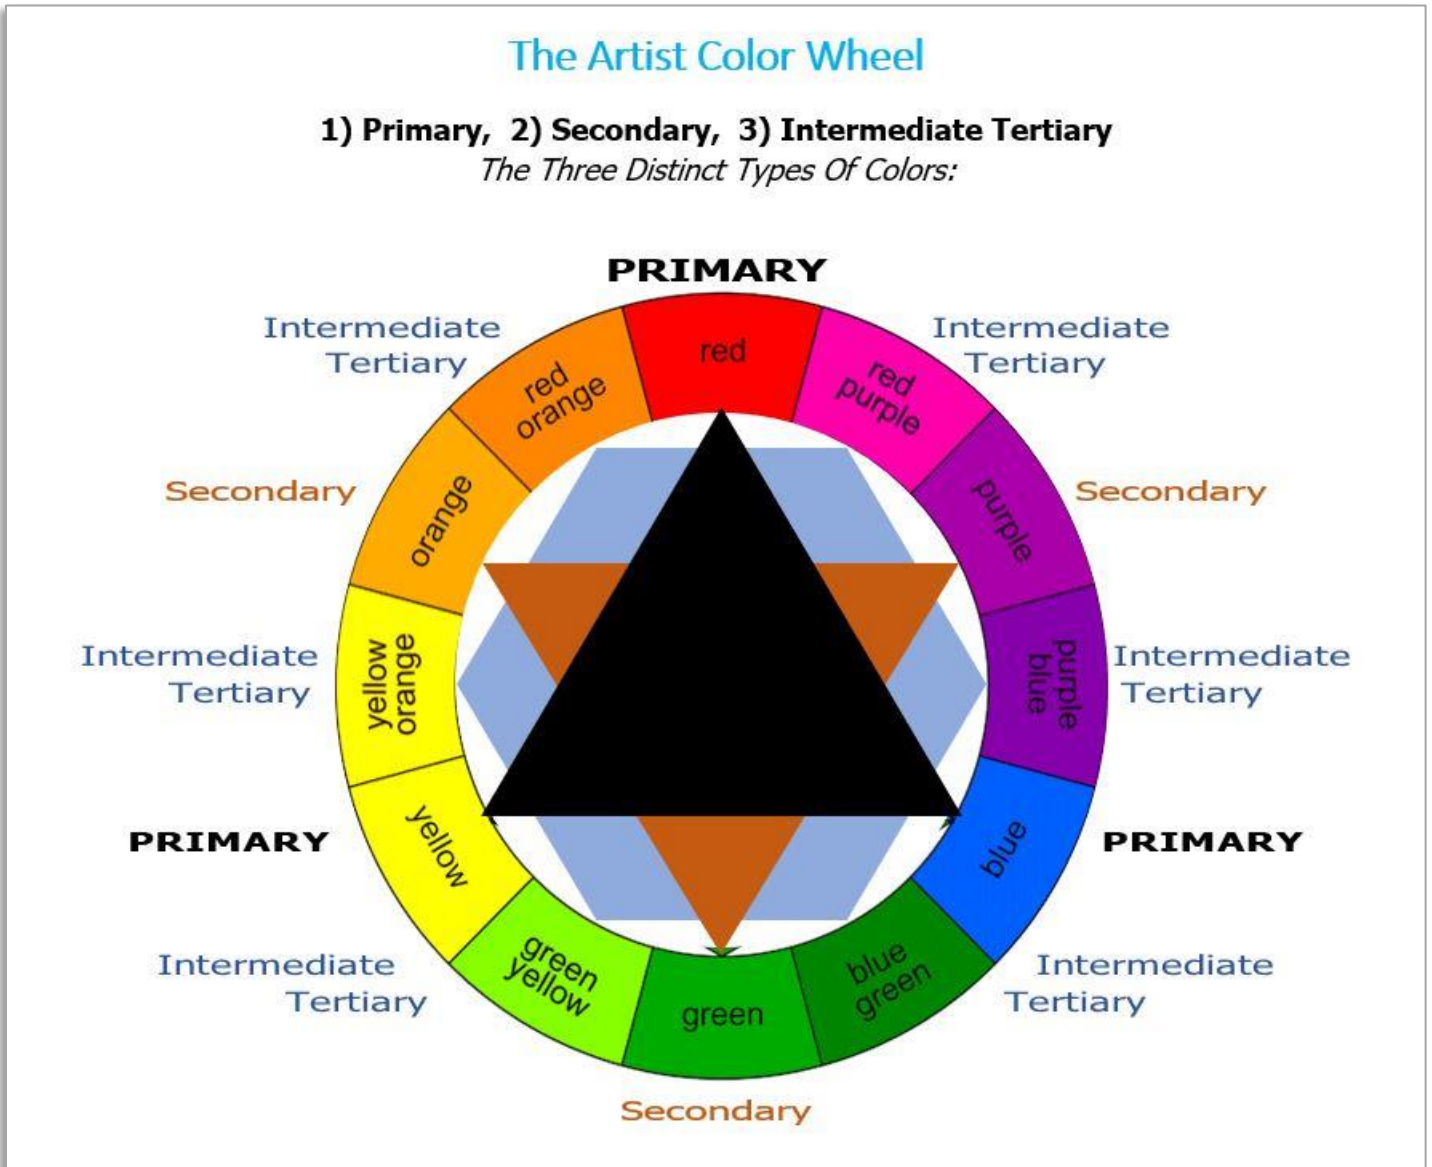 The Artist Color Wheel
1) Primary,  2) Secondary,  3) Intermediate Tertiary
The Three Distinct Types Of Colors:
PRIMARY
Intermediate
Tertiary
Intermediate
Tertiary
red
red
orange
red
purple
Secondary
orange
purple
Secondary
Intermediate
Tertiary
yellow
orange
purple
blue
Intermediate
Tertiary
PRIMARY
yellow
blue
PRIMARY
Intermediate
Tertiary
green
yellow
green
blue
green
Intermediate
Tertiary
Secondary